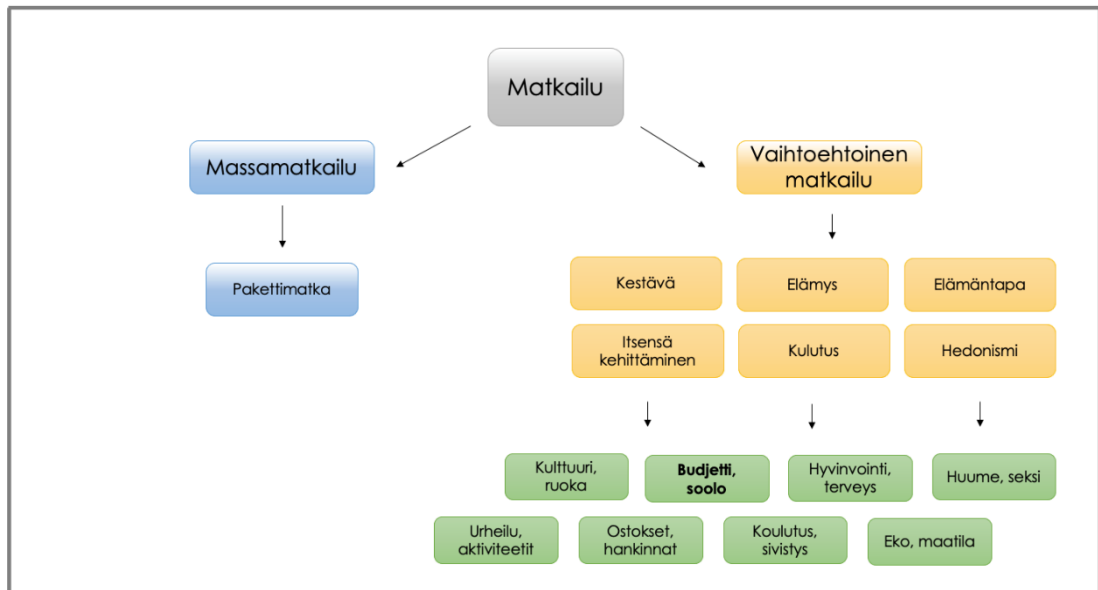 Matkailu
Massamatkailu
Vaihtoehtoinen
matkailu
Pakettimatka
Kestävä
Elämys
Elämäntapa
Itsensä
kehittäminen
Kulutus
Hedonismi
Kulttuuri,
ruoka
Budjetti,
soolo
Hyvinvointi,
terveys
Huume, seksi
Urheilu,
aktiviteetit
Ostokset,
hankinnat
Koulutus,
sivistys
Eko, maatila